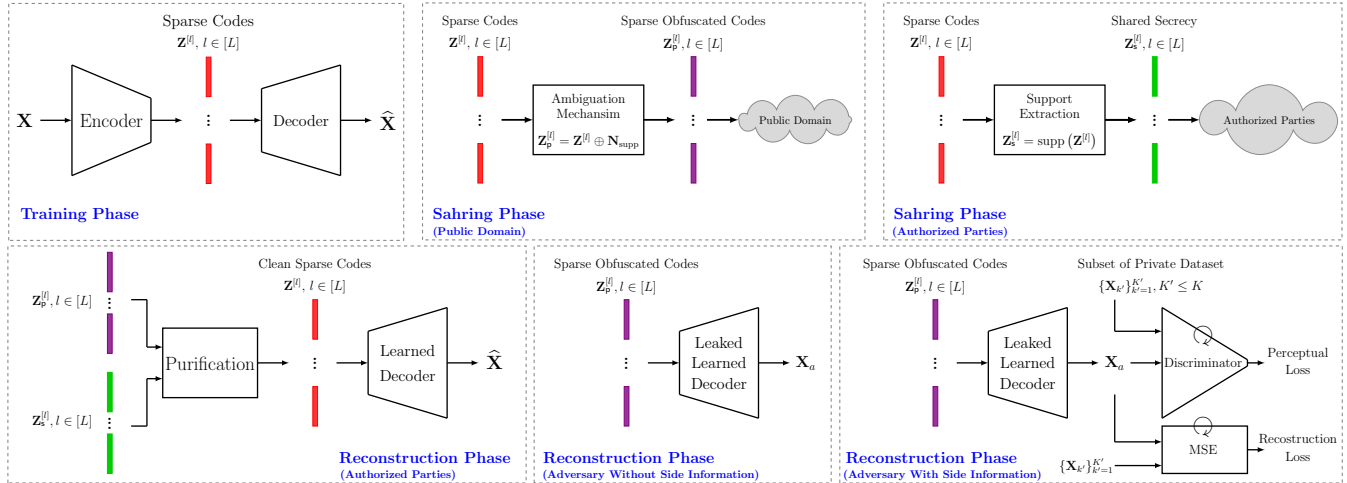 Sparse Codes
Z^[l], l ∈ [L]
X
Encoder
⋮
Decoder
X̂
Training Phase
Sparse Codes
Z^[l], l ∈ [L]
Sparse Obfuscated Codes
Z_p^[l], l ∈ [L]
⋮
Ambiguation
Mechansim
Z_p^[l] = Z^[l] ⊕ N_supp
⋮
Public Domain
Sahring Phase
(Public Domain)
Sparse Codes
Z^[l], l ∈ [L]
Shared Secrecy
Z_s^[l], l ∈ [L]
⋮
Support
Extraction
Z_s^[l] = supp (Z^[l])
⋮
Authorized Parties
Sahring Phase
(Authorized Parties)
Z_p^[l], l ∈ [L]
⋮
Z_s^[l], l ∈ [L]
⋮
Purification
Clean Sparse Codes
Z^[l], l ∈ [L]
⋮
Learned
Decoder
X̂
Reconstruction Phase
(Authorized Parties)
Sparse Obfuscated Codes
Z_p^[l], l ∈ [L]
⋮
Leaked
Learned
Decoder
X_a
Reconstruction Phase
(Adversary Without Side Information)
Sparse Obfuscated Codes
Z_p^[l], l ∈ [L]
⋮
Leaked
Learned
Decoder
X_a
Subset of Private Dataset
{X_k′}_{k′=1}^{K′}, K′ ≤ K
Discriminator
Perceptual
Loss
MSE
Recostruction
Loss
{X_k′}_{k′=1}^{K′}
Reconstruction Phase
(Adversary With Side Information)